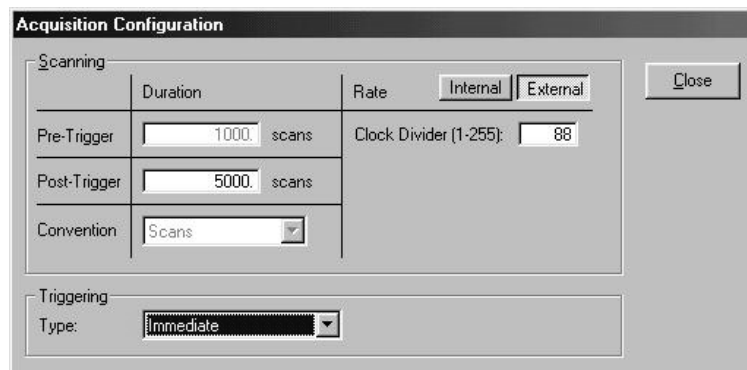 Acquisition Configuration
Scanning
Duration
Rate Internal External
Close
Pre-Trigger 1000. scans
Clock Divider (1-255): 88
Post-Trigger 5000. scans
Convention Scans
Triggering
Type: Immediate